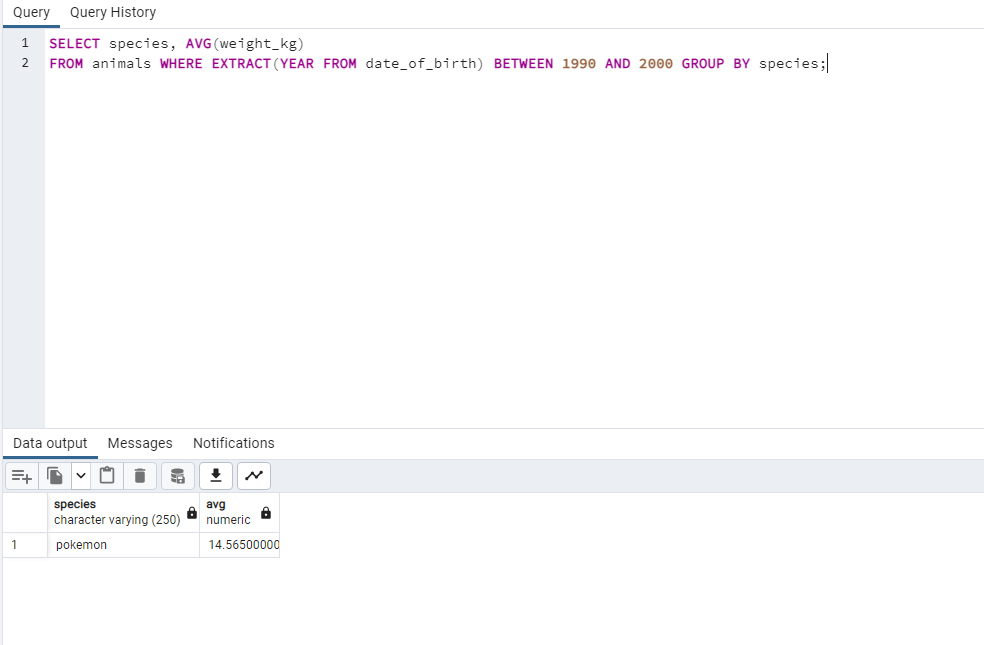 Query Query History
1 SELECT species, AVG(weight_kg)
2 FROM animals WHERE EXTRACT(YEAR FROM date_of_birth) BETWEEN 1990 AND 2000 GROUP BY species;
Data output Messages Notifications
species avg
character varying (250) numeric
1 pokemon 14.56500000